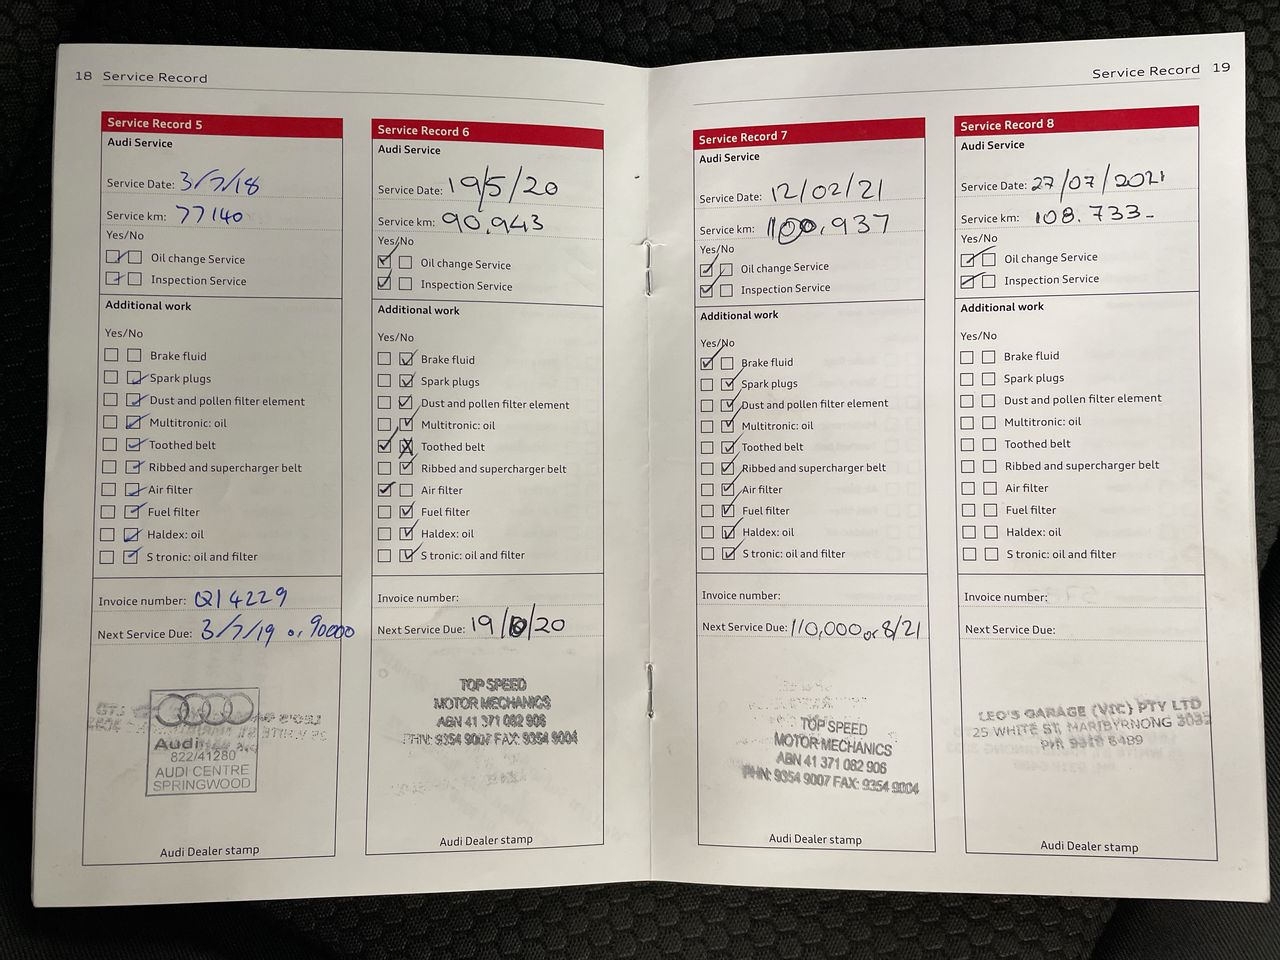 18 Service Record
Service Record 5
Audi Service
Service Date: 3/7/18
Service km: 77140
Yes/No
Oil change Service
Inspection Service
Additional work
Yes/No
Brake fluid
Spark plugs
Dust and pollen filter element
Multitronic: oil
Toothed belt
Ribbed and supercharger belt
Air filter
Fuel filter
Haldex: oil
S tronic: oil and filter
Invoice number: Q14229
Next Service Due: 3/7/19 or 90000
Audi
822/41280
AUDI CENTRE
SPRINGWOOD
Audi Dealer stamp
Service Record 6
Audi Service
Service Date: 19/5/20
Service km: 90.943
Yes/No
Oil change Service
Inspection Service
Additional work
Yes/No
Brake fluid
Spark plugs
Dust and pollen filter element
Multitronic: oil
Toothed belt
Ribbed and supercharger belt
Air filter
Fuel filter
Haldex: oil
S tronic: oil and filter
Invoice number:
Next Service Due: 19/ /20
TOP SPEED
MOTOR MECHANICS
ABN 41 371 082 906
PHN: 9354 9007 FAX: 9354 9004
Audi Dealer stamp
Service Record 19
Service Record 7
Audi Service
Service Date: 12/02/21
Service km: 100.937
Yes/No
Oil change Service
Inspection Service
Additional work
Yes/No
Brake fluid
Spark plugs
Dust and pollen filter element
Multitronic: oil
Toothed belt
Ribbed and supercharger belt
Air filter
Fuel filter
Haldex: oil
S tronic: oil and filter
Invoice number:
Next Service Due: 110,000 or 8/21
TOP SPEED
MOTOR MECHANICS
ABN 41 371 082 906
PHN: 9354 9007 FAX: 9354 9004
Audi Dealer stamp
Service Record 8
Audi Service
Service Date: 27/07/2021
Service km: 108.733-
Yes/No
Oil change Service
Inspection Service
Additional work
Yes/No
Brake fluid
Spark plugs
Dust and pollen filter element
Multitronic: oil
Toothed belt
Ribbed and supercharger belt
Air filter
Fuel filter
Haldex: oil
S tronic: oil and filter
Invoice number:
Next Service Due:
LEO'S GARAGE (VIC) PTY LTD
25 WHITE ST, MARIBYRNONG 3032
PH: 6489
Audi Dealer stamp